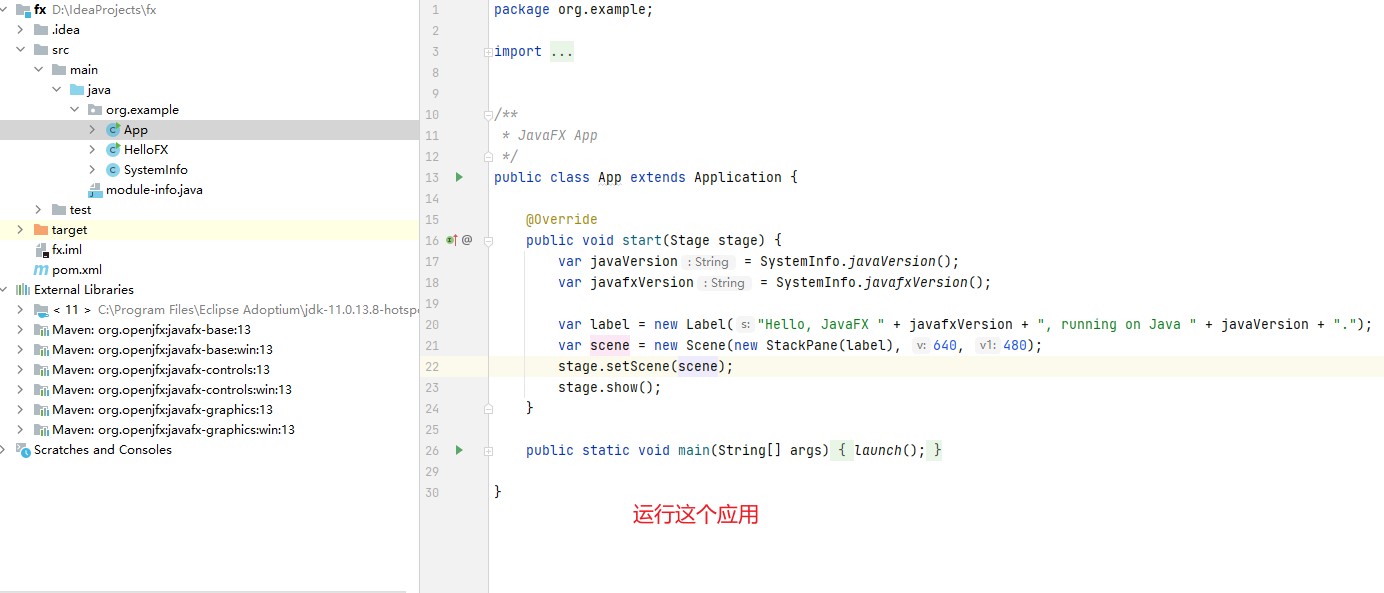 fx D:\IdeaProjects\fx
.idea
src
main
java
org.example
App
HelloFX
SystemInfo
module-info.java
test
target
fx.iml
pom.xml
External Libraries
< 11 > C:\Program Files\Eclipse Adoptium\jdk-11.0.13.8-hotsp
Maven: org.openjfx:javafx-base:13
Maven: org.openjfx:javafx-base:win:13
Maven: org.openjfx:javafx-controls:13
Maven: org.openjfx:javafx-controls:win:13
Maven: org.openjfx:javafx-graphics:13
Maven: org.openjfx:javafx-graphics:win:13
Scratches and Consoles
1 package org.example;
2
3 import ...
8
9
10 /**
11 * JavaFX App
12 */
13 public class App extends Application {
14
15 @Override
16 @ public void start(Stage stage) {
17 var javaVersion : String = SystemInfo.javaVersion();
18 var javafxVersion : String = SystemInfo.javafxVersion();
19
20 var label = new Label( s: "Hello, JavaFX " + javafxVersion + ", running on Java " + javaVersion + ".");
21 var scene = new Scene(new StackPane(label), v: 640, v1: 480);
22 stage.setScene(scene);
23 stage.show();
24 }
25
26 public static void main(String[] args) { launch(); }
29
30 }
运行这个应用